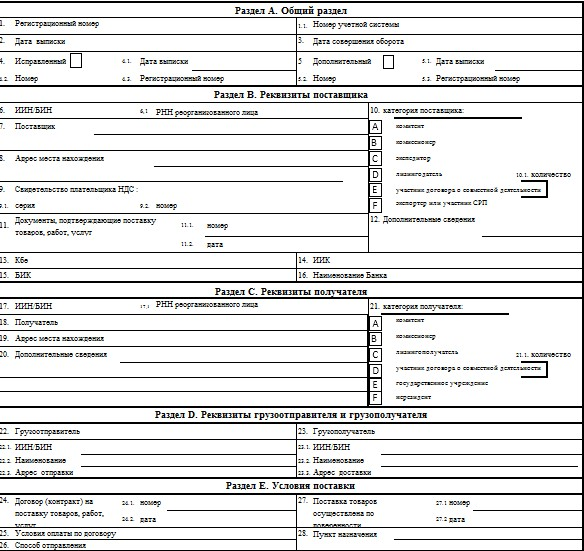 Раздел А. Общий раздел
1. Регистрационный номер
1.1. Номер учетной системы
2. Дата выписки
3. Дата совершения оборота
4. Исправленный
4.1. Дата выписки
5 Дополнительный
5.1. Дата выписки
4.2. Номер
4.3. Регистрационный номер
5.2. Номер
5.3. Регистрационный номер
Раздел В. Реквизиты поставщика
6. ИИН/БИН
6,1 РНН реорганизованного лица
7. Поставщик
8. Адрес места нахождения
9. Свидетельство плательщика НДС :
9.1. серия
9.2. номер
11. Документы, подтверждающие поставку
товаров, работ, услуг
11.1. номер
11.2. дата
10. категория поставщика:
A комитент
B комиссионер
C экспедитор
D лизингодатель
10.1. количество
E участник договора о совместной деятельности
F экспортер или участник СРП
12. Дополнительные сведения
13. Кбе
14. ИИК
15. БИК
16. Наименование Банка
Раздел С. Реквизиты получателя
17. ИИН/БИН
17,1 РНН реорганизованного лица
18. Получатель
19. Адрес места нахождения
20. Дополнительные сведения
21. категория получателя:
A комитент
B комиссионер
C лизингополучатель
21.1. количество
D участник договора о совместной деятельности
E государственное учреждение
F нерезидент
Раздел D. Реквизиты грузоотправителя и грузополучателя
22. Грузоотправитель
23. Грузополучатель
22.1. ИИН/БИН
23.1. ИИН/БИН
22.2. Наименование
23.2. Наименование
22.3. Адрес отправки
23.3. Адрес доставки
Раздел Е. Условия поставки
24. Договор (контракт) на
поставку товаров, работ,
услуг
24.1. номер
24.2. дата
27. Поставка товаров
осуществлена по
доверенности
27.1 номер
27.2 дата
25. Условия оплаты по договору
28. Пункт назначения
26. Способ отправления